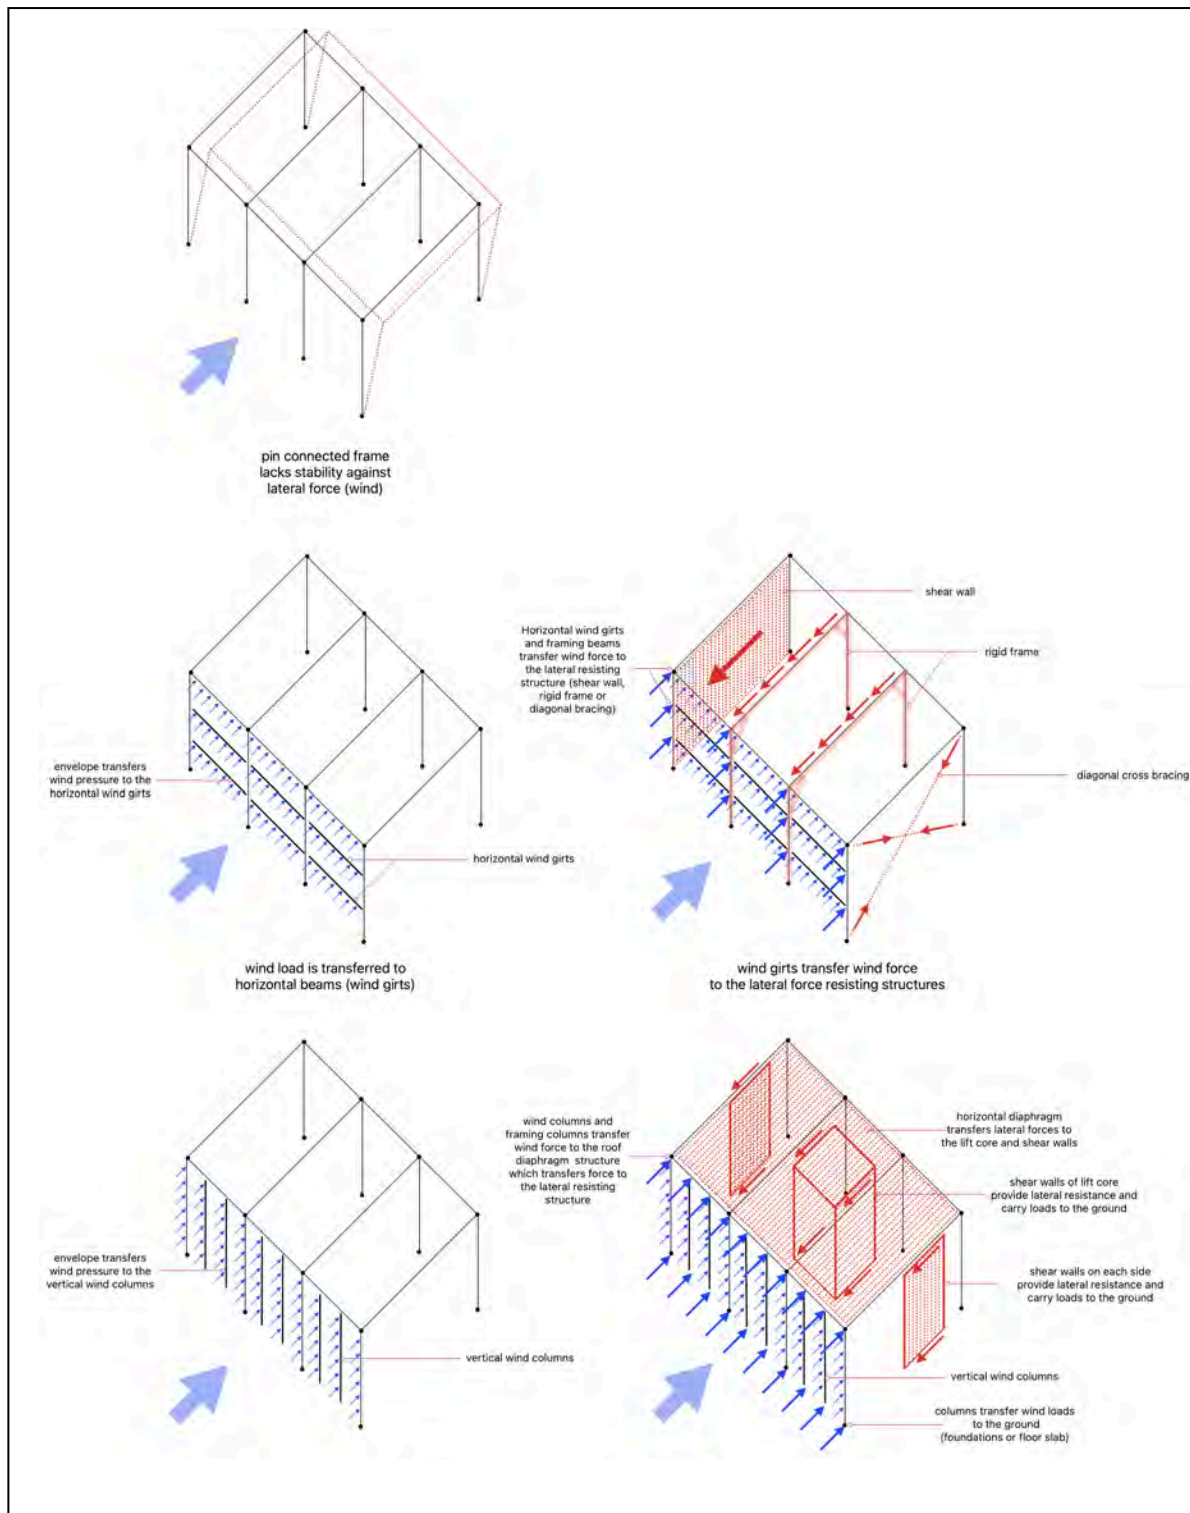 pin connected frame
lacks stability against
lateral force (wind)
envelope transfers
wind pressure to the
horizontal wind girts
horizontal wind girts
wind load is transferred to
horizontal beams (wind girts)
Horizontal wind girts
and framing beams
transfer wind force to
the lateral resisting
structure (shear wall,
rigid frame or
diagonal bracing)
shear wall
rigid frame
diagonal cross bracing
wind girts transfer wind force
to the lateral force resisting structures
envelope transfers
wind pressure to the
vertical wind columns
vertical wind columns
wind columns and
framing columns transfer
wind force to the roof
diaphragm structure
which transfers force to
the lateral resisting
structure
horizontal diaphragm
transfers lateral forces to
the lift core and shear walls
shear walls of lift core
provide lateral resistance and
carry loads to the ground
shear walls on each side
provide lateral resistance and
carry loads to the ground
vertical wind columns
columns transfer wind loads
to the ground
(foundations or floor slab)